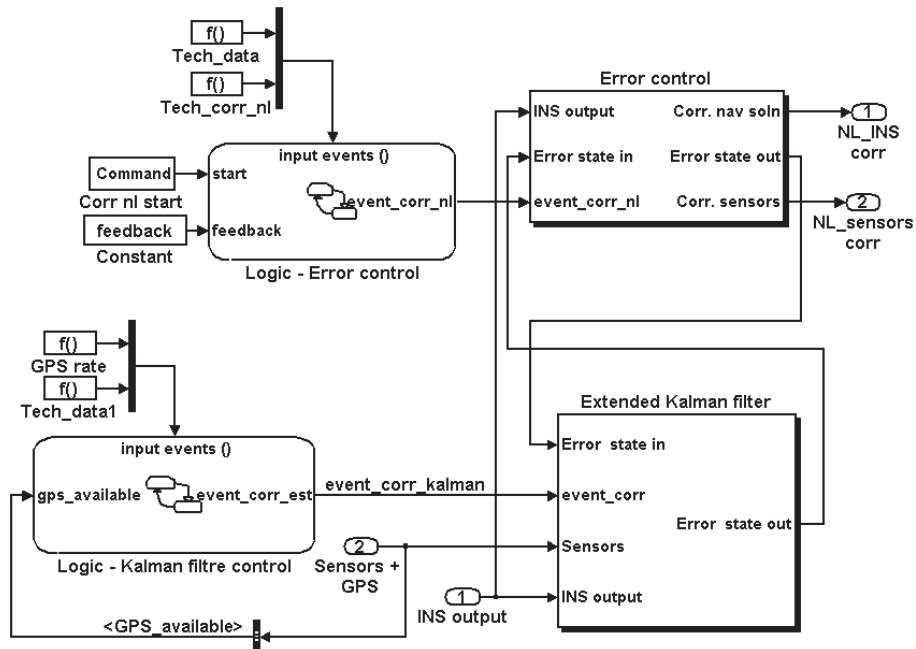 f()
Tech_data
f()
Tech_corr_nl
Command
Corr nl start
feedback
Constant
input events ()
start
event_corr_nl
feedback
Logic - Error control
Error control
INS output
Corr. nav soln
Error state in
Error state out
event_corr_nl
Corr. sensors
1
NL_INS
corr
2
NL_sensors
corr
f()
GPS rate
f()
Tech_data1
input events ()
gps_available
event_corr_est
Logic - Kalman filtre control
event_corr_kalman
2
Sensors +
GPS
1
INS output
<GPS_available>
Extended Kalman filter
Error state in
event_corr
Error state out
Sensors
INS output